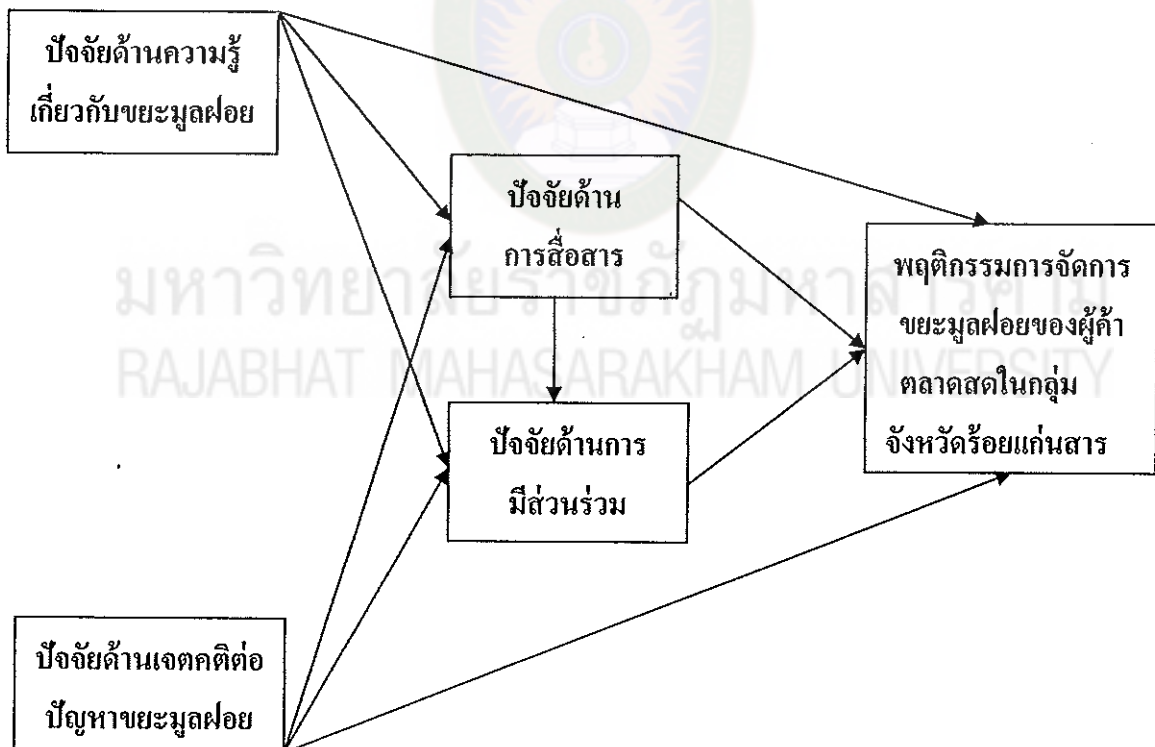 ปัจจัยด้านความรู้
เกี่ยวกับขยะมูลฝอย
ปัจจัยด้าน
การสื่อสาร
พฤติกรรมการจัดการ
ขยะมูลฝอยของผู้ค้า
ตลาดสดในกลุ่ม
จังหวัดร้อยแก่นสาร
มหาวิทยาลัยราชภัฏมหาสารคาม
RAJABHAT MAHASARAKHAM UNIVERSITY
ปัจจัยด้านการ
มีส่วนร่วม
ปัจจัยด้านเจตคติต่อ
ปัญหาขยะมูลฝอย